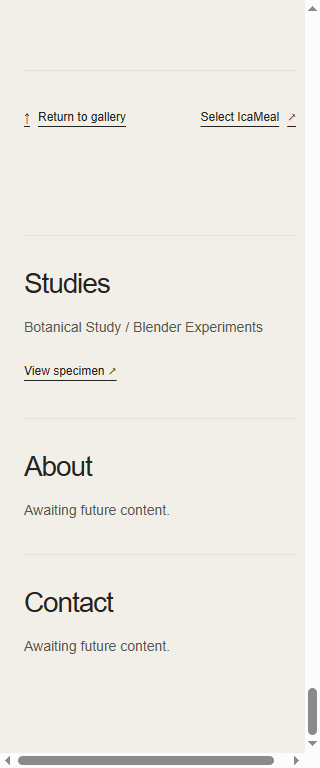 ↑ Return to gallery Select IcaMeal ↗
Studies
Botanical Study / Blender Experiments
View specimen ↗
About
Awaiting future content.
Contact
Awaiting future content.